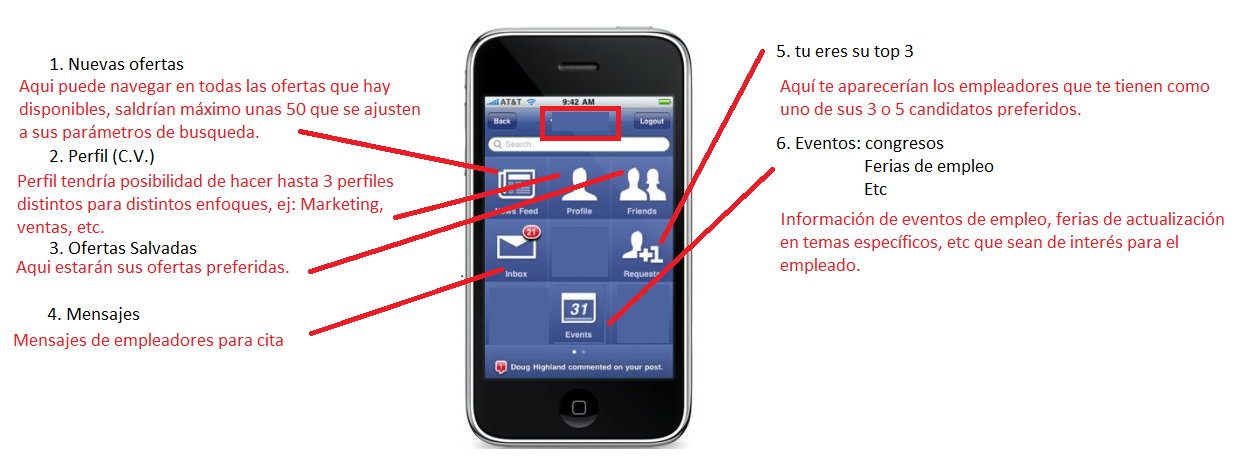 1. Nuevas ofertas
Aqui puede navegar en todas las ofertas que hay
disponibles, saldrían máximo unas 50 que se ajusten
a sus parámetros de busqueda.
2. Perfil (C.V.)
Perfil tendría posibilidad de hacer hasta 3 perfiles
distintos para distintos enfoques, ej: Marketing,
ventas, etc.
3. Ofertas Salvadas
Aqui estarán sus ofertas preferidas.
4. Mensajes
Mensajes de empleadores para cita
AT&T 9:42 AM
Back Logout
Search
News Feed Profile Friends
21
Inbox +1 Requests
31
Events
Doug Highland commented on your post.
5. tu eres su top 3
Aquí te aparecerían los empleadores que te tienen como
uno de sus 3 o 5 candidatos preferidos.
6. Eventos: congresos
Ferias de empleo
Etc
Información de eventos de empleo, ferias de actualización
en temas específicos, etc que sean de interés para el
empleado.